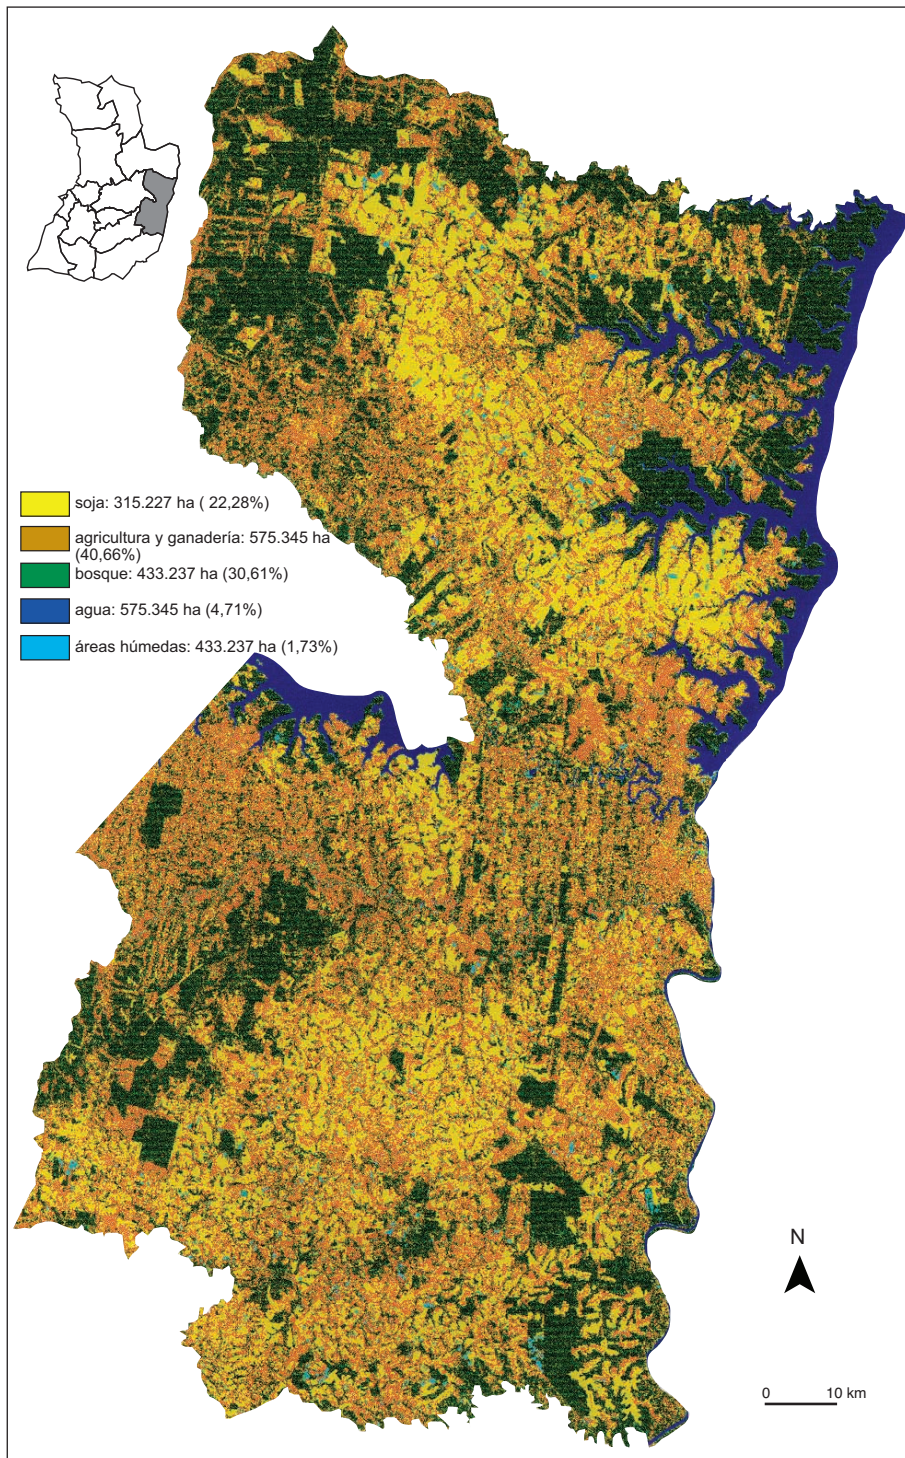 soja: 315.227 ha ( 22,28%)
agricultura y ganadería: 575.345 ha
(40,66%)
bosque: 433.237 ha (30,61%)
agua: 575.345 ha (4,71%)
áreas húmedas: 433.237 ha (1,73%)
N
0 10 km